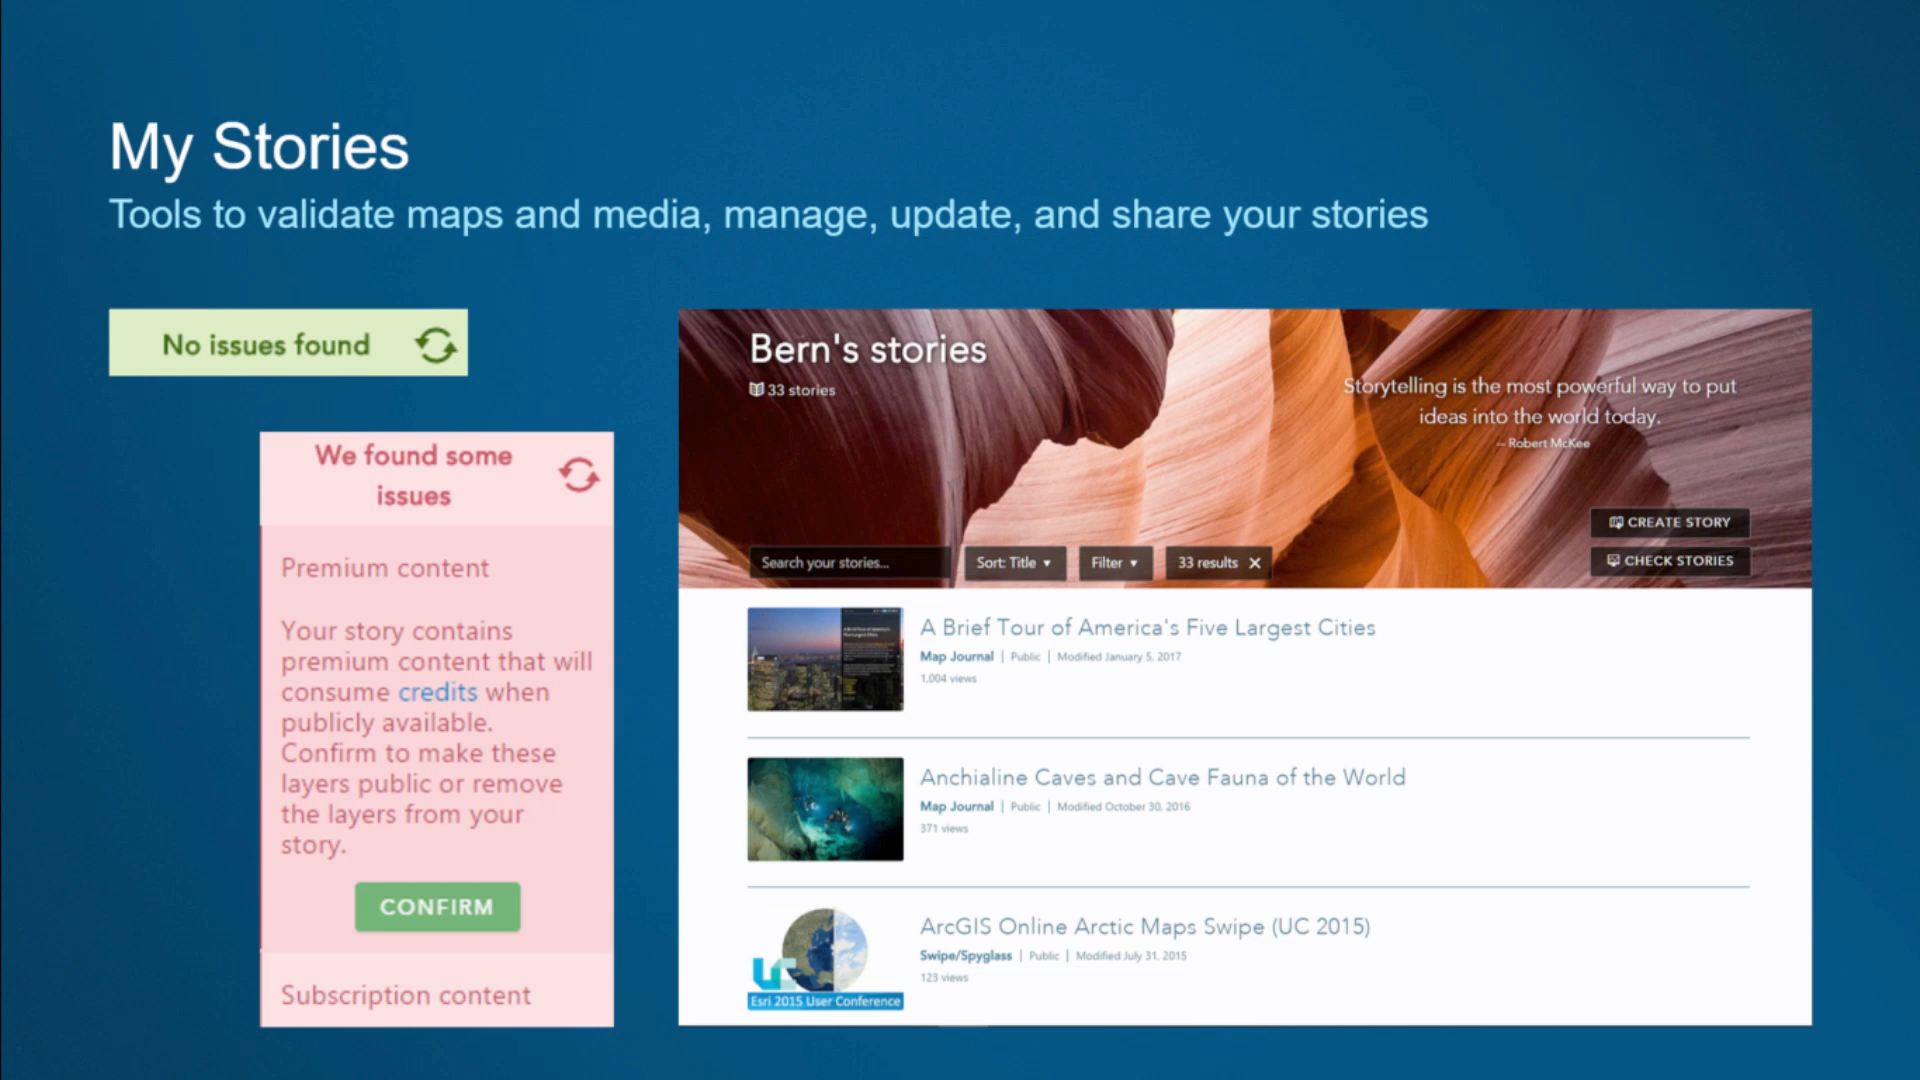 My Stories
Tools to validate maps and media, manage, update, and share your stories
No issues found
We found some
issues
Premium content
Your story contains
premium content that will
consume credits when
publicly available.
Confirm to make these
layers public or remove
the layers from your
story.
CONFIRM
Subscription content
Bern's stories
33 stories
Storytelling is the most powerful way to put
ideas into the world today.
-- Robert McKee
CREATE STORY
CHECK STORIES
Search your stories...
Sort: Title
Filter
33 results
A Brief Tour of America's Five Largest Cities
Map Journal | Public | Modified January 5, 2017
1,004 views
Anchialine Caves and Cave Fauna of the World
Map Journal | Public | Modified October 30, 2016
371 views
ArcGIS Online Arctic Maps Swipe (UC 2015)
Swipe/Spyglass | Public | Modified July 31, 2015
123 views
UC
Esri 2015 User Conference